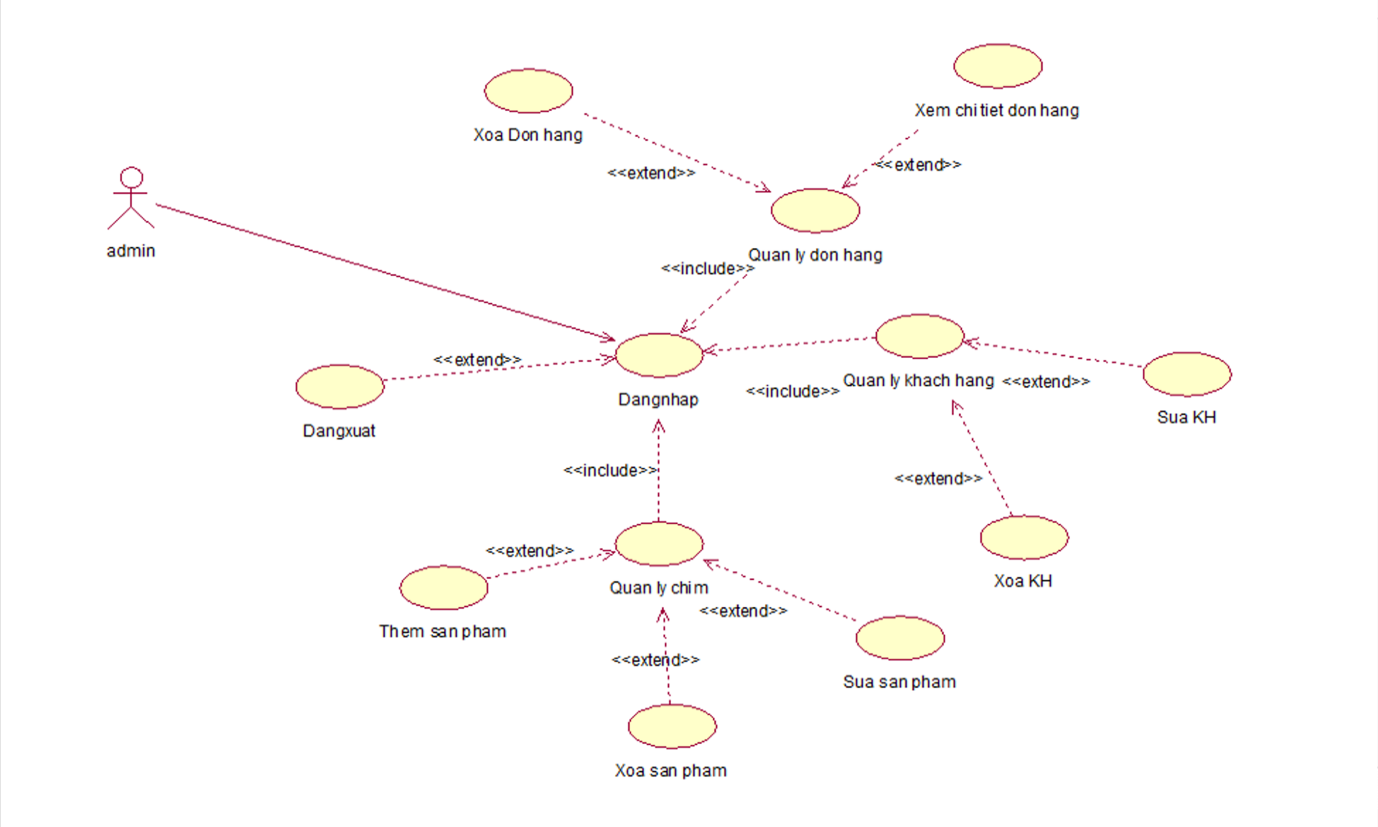 Xem chi tiet don hang
Xoa Don hang
<<extend>>
<<extend>>
admin
Quan ly don hang
<<include>>
<<extend>>
Quan ly khach hang
<<extend>>
<<include>>
Dangnhap
Sua KH
Dangxuat
<<include>>
<<extend>>
<<extend>>
Xoa KH
Quan ly chim
<<extend>>
Them san pham
<<extend>>
Sua san pham
Xoa san pham